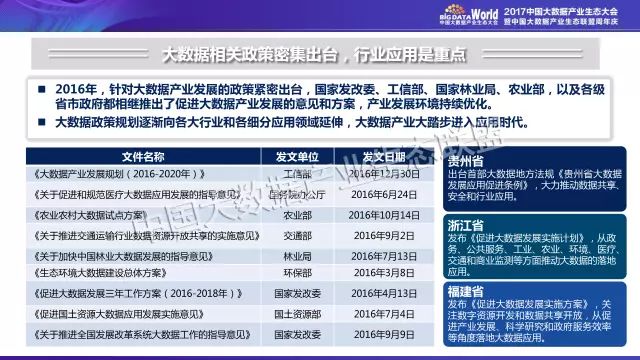 BIG DATA World
中国大数据产业生态大会
2017中国大数据产业生态大会
暨中国大数据产业生态联盟周年庆
大数据相关政策密集出台，行业应用是重点
2016年，针对大数据产业发展的政策紧密出台，国家发改委、工信部、国家林业局、农业部，以及各级
省市政府都相继推出了促进大数据产业发展的意见和方案，产业发展环境持续优化。
大数据政策规划逐渐向各大行业和各细分应用领域延伸，大数据产业大踏步进入应用时代。
文件名称 发文单位 发文日期
《大数据产业发展规划（2016-2020年）》 工信部 2016年12月30日
《关于促进和规范医疗大数据应用发展的指导意见》 国务院办公厅 2016年6月24日
《农业农村大数据试点方案》 农业部 2016年10月14日
《关于推进交通运输行业数据资源开放共享的实施意见》 交通部 2016年9月2日
《关于加快中国林业大数据发展的指导意见》 林业局 2016年7月13日
《生态环境大数据建设总体方案》 环保部 2016年3月8日
《促进大数据发展三年工作方案（2016-2018年）》 国家发改委 2016年4月13日
《促进国土资源大数据应用发展实施意见》 国土资源部 2016年7月4日
《关于推进全国发展改革系统大数据工作的指导意见》 国家发改委 2016年9月9日
贵州省
出台首部大数据地方法规《贵州省大数据
发展应用促进条例》，大力推动数据共享、
安全和行业应用。
浙江省
发布《促进大数据发展实施计划》，从政
务、公共服务、工业、农业、环境、医疗、
交通和商业监测等方面推动大数据的落地
应用。
福建省
发布《促进大数据发展实施方案》，关
注数字资源开发和数据共享开放，从促
进产业发展、科学研究和政府服务效率
等角度落地大数据应用。
中国大数据产业生态联盟